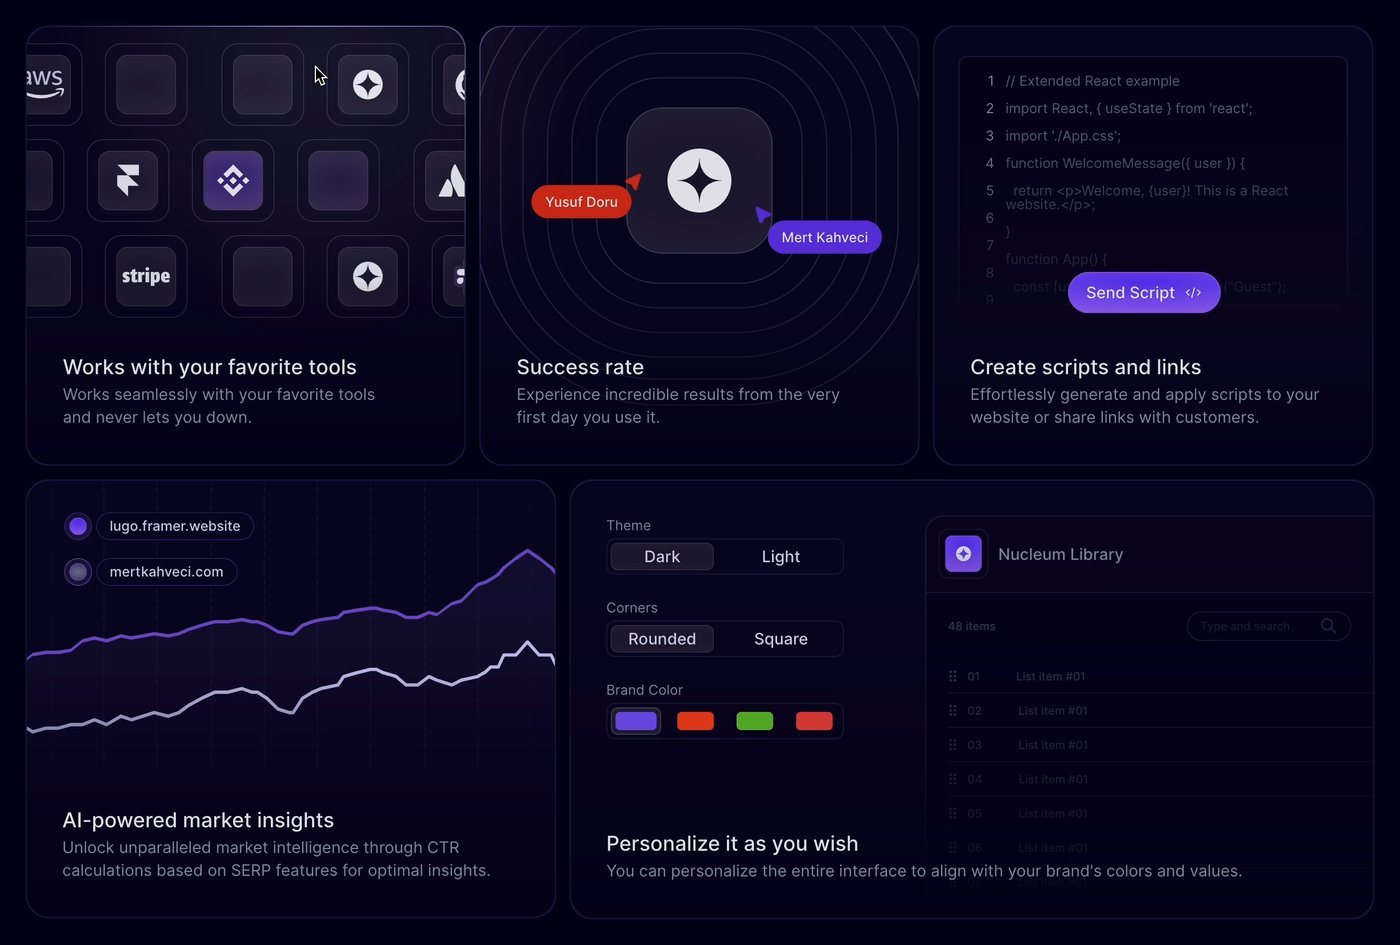 aws
stripe
Works with your favorite tools
Works seamlessly with your favorite tools
and never lets you down.
Yusuf Doru
Mert Kahveci
Success rate
Experience incredible results from the very
first day you use it.
1 // Extended React example
2 import React, { useState } from 'react';
3 import './App.css';
4 function WelcomeMessage({ user }) {
5 return <p>Welcome, {user}! This is a React
website.</p>;
6
}
7
function App() {
8
const [us
("Guest");
9
Send Script </>
Create scripts and links
Effortlessly generate and apply scripts to your
website or share links with customers.
lugo.framer.website
mertkahveci.com
AI-powered market insights
Unlock unparalleled market intelligence through CTR
calculations based on SERP features for optimal insights.
Theme
Dark Light
Corners
Rounded Square
Brand Color
Nucleum Library
48 items
Type and search
01 List item #01
02 List item #01
03 List item #01
04 List item #01
05 List item #01
06 List item #01
Personalize it as you wish
You can personalize the entire interface to align with your brand's colors and values.